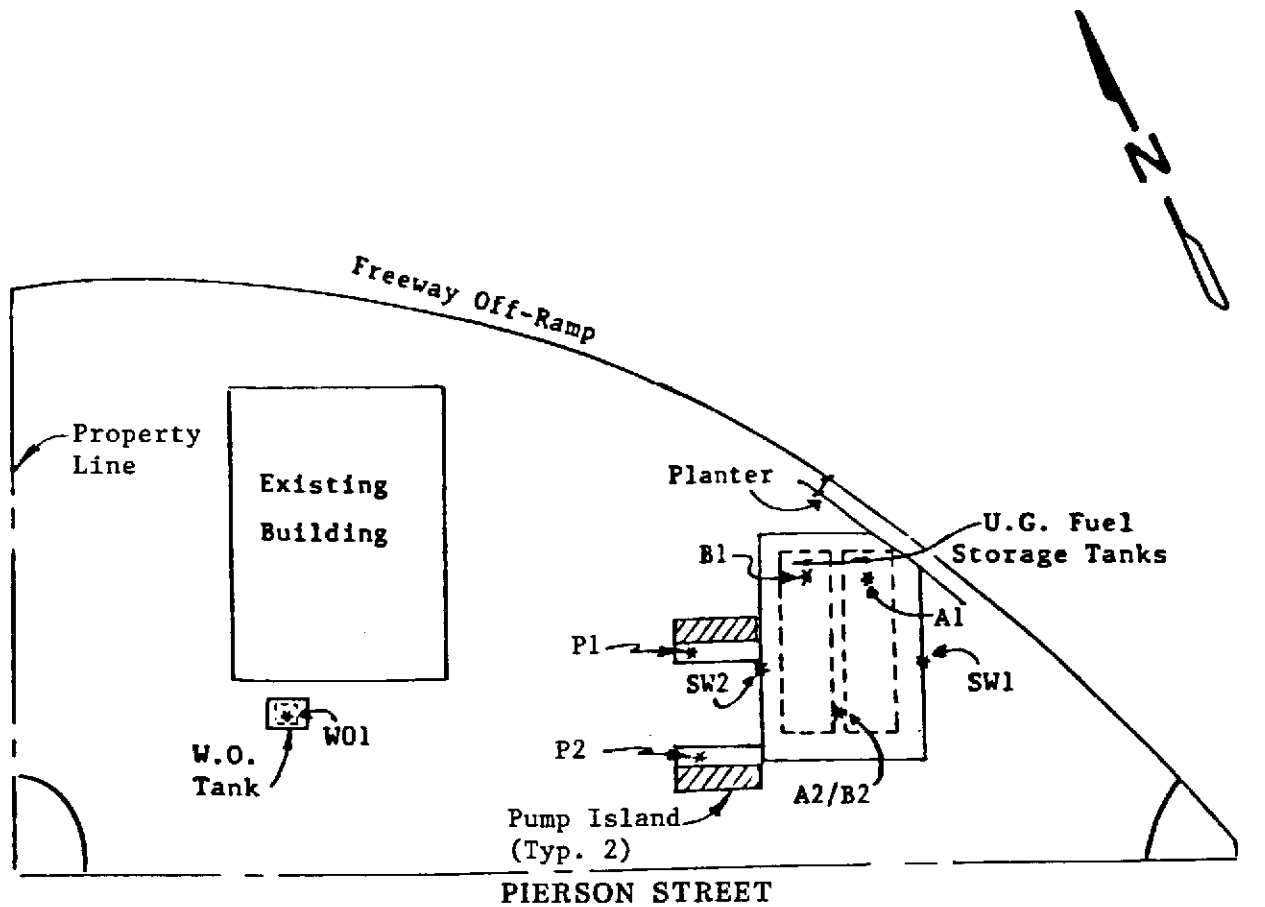 N
Freeway Off-Ramp
Property
Line
Existing
Building
Planter
U.G. Fuel
Storage Tanks
B1
A1
P1
SW2
SW1
WO1
W.O.
Tank
P2
A2/B2
Pump Island
(Typ. 2)
PIERSON STREET